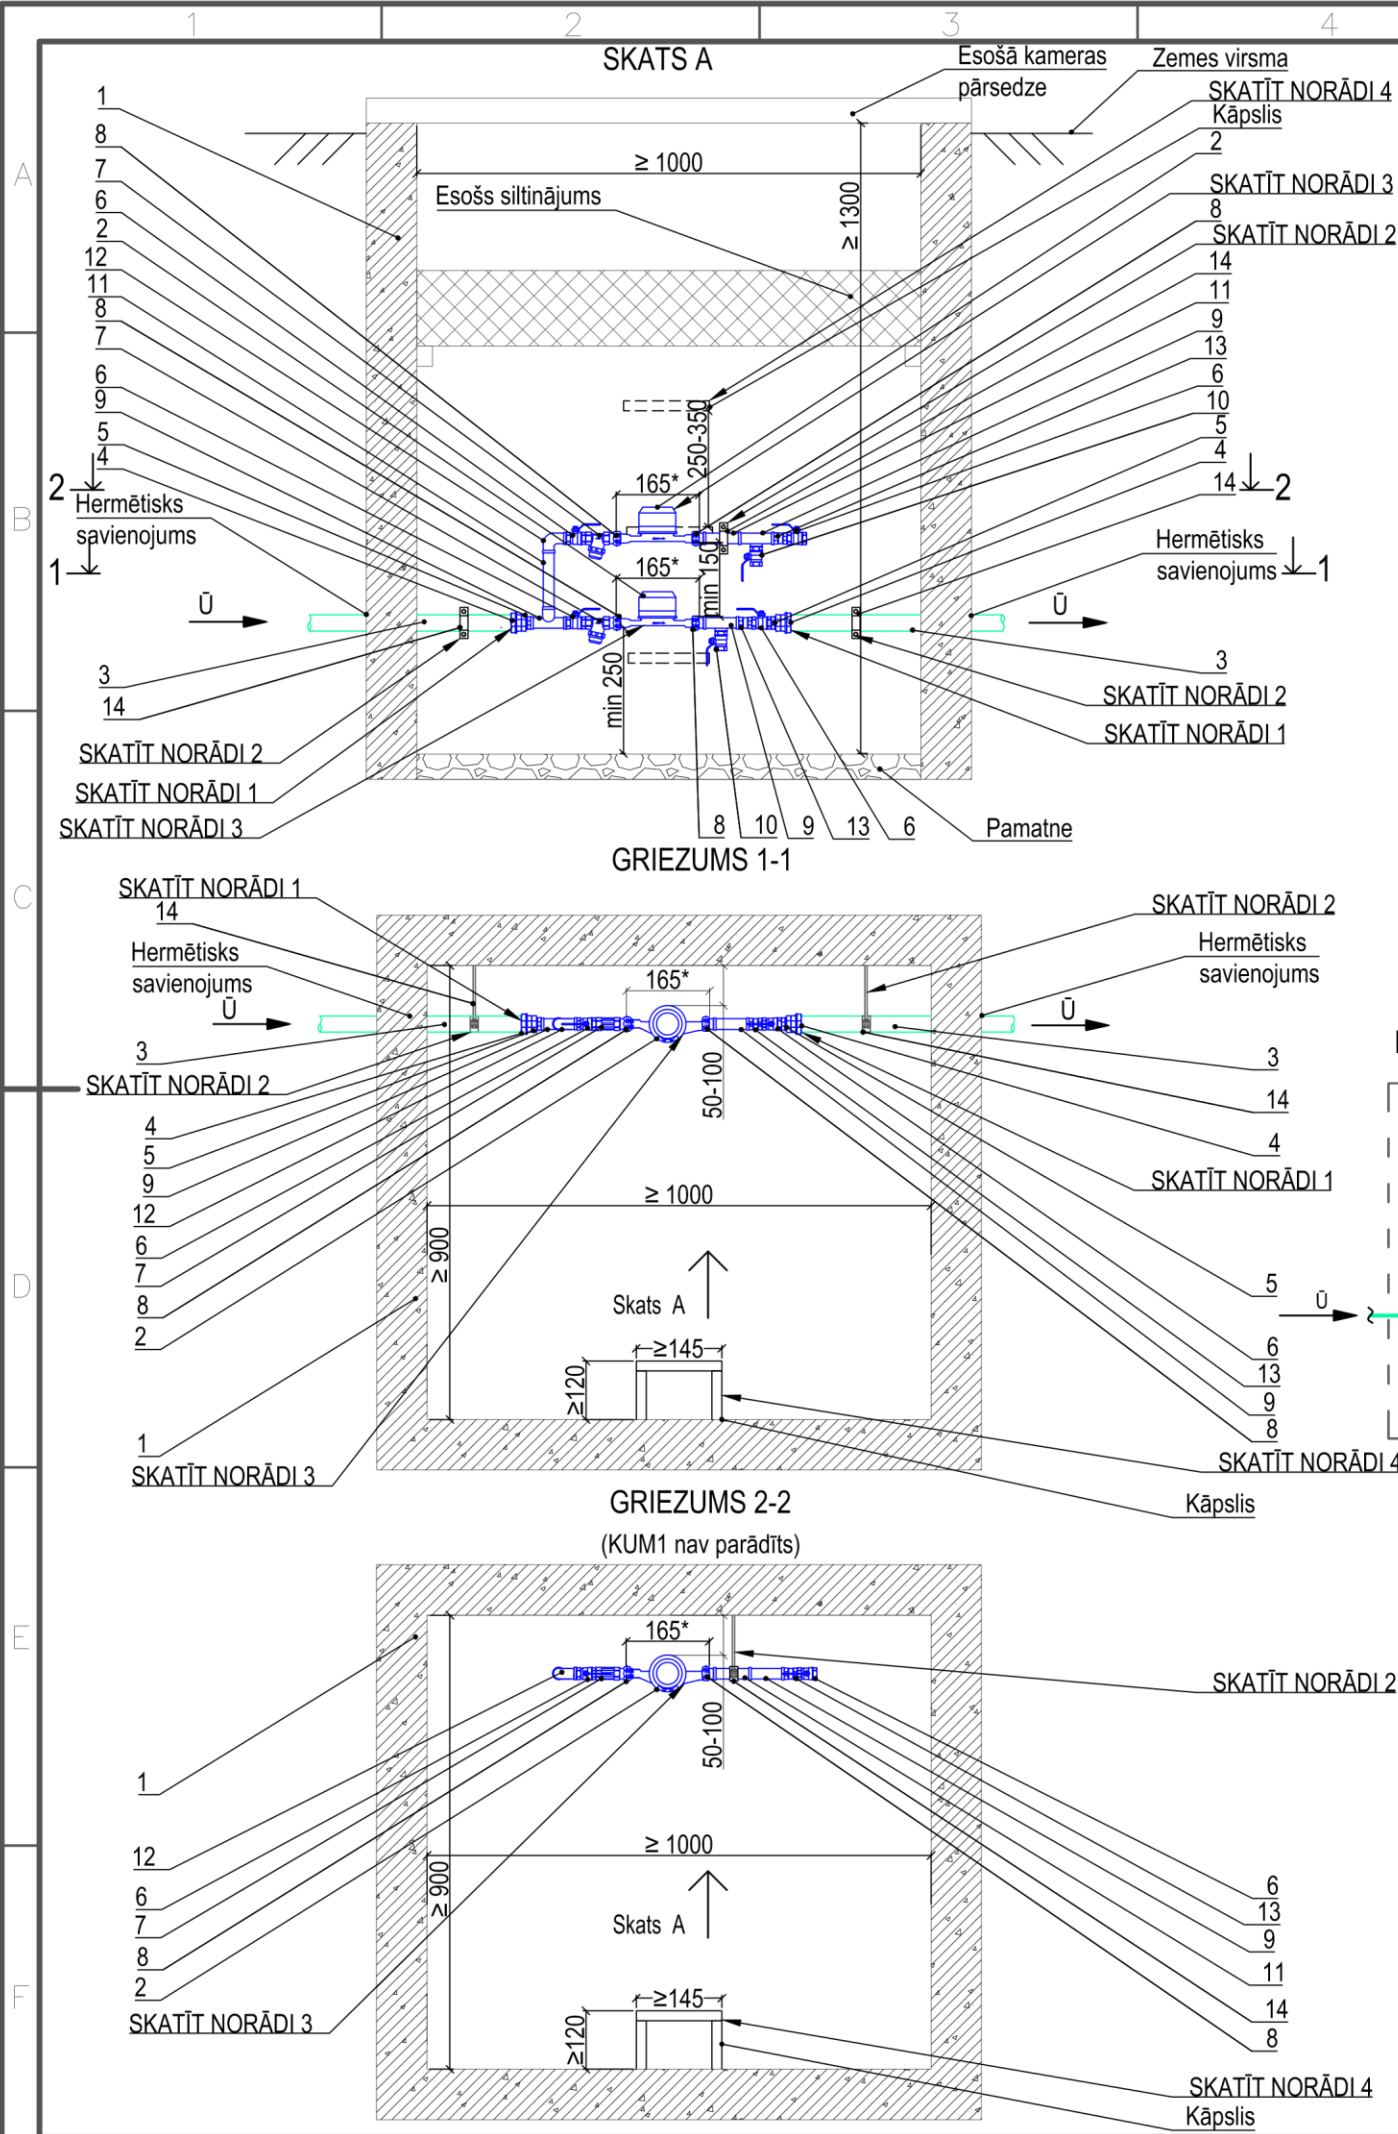 1
2
3
4
A
B
C
D
E
F
SKATS A
Esošā kameras
pārsedze
Zemes virsma
SKATĪT NORĀDI 4
Kāpslis
2
SKATĪT NORĀDI 3
8
SKATĪT NORĀDI 2
14
11
9
13
6
10
5
4
14
2
1
8
7
6
2
12
11
8
7
6
9
5
4
2
Hermētisks
savienojums
1
≥ 1000
Esošs siltinājums
≥ 1300
250-350
165*
min 150
165*
min 250
Hermētisks
savienojums
1
Ū
Ū
3
14
SKATĪT NORĀDI 2
SKATĪT NORĀDI 1
SKATĪT NORĀDI 3
3
SKATĪT NORĀDI 2
SKATĪT NORĀDI 1
8
10
9
13
6
Pamatne
GRIEZUMS 1-1
SKATĪT NORĀDI 1
14
Hermētisks
savienojums
Ū
3
SKATĪT NORĀDI 2
4
5
9
12
6
7
8
2
1
SKATĪT NORĀDI 3
165*
50-100
≥ 1000
≥ 900
Skats A
≥145
≥120
SKATĪT NORĀDI 2
Hermētisks
savienojums
Ū
3
14
4
SKATĪT NORĀDI 1
5
Ū
6
13
9
8
SKATĪT NORĀDI 4
Kāpslis
GRIEZUMS 2-2
(KUM1 nav parādīts)
165*
50-100
SKATĪT NORĀDI 2
1
12
6
7
8
2
SKATĪT NORĀDI 3
≥ 1000
≥ 900
Skats A
≥145
≥120
6
13
9
11
14
8
SKATĪT NORĀDI 4
Kāpslis